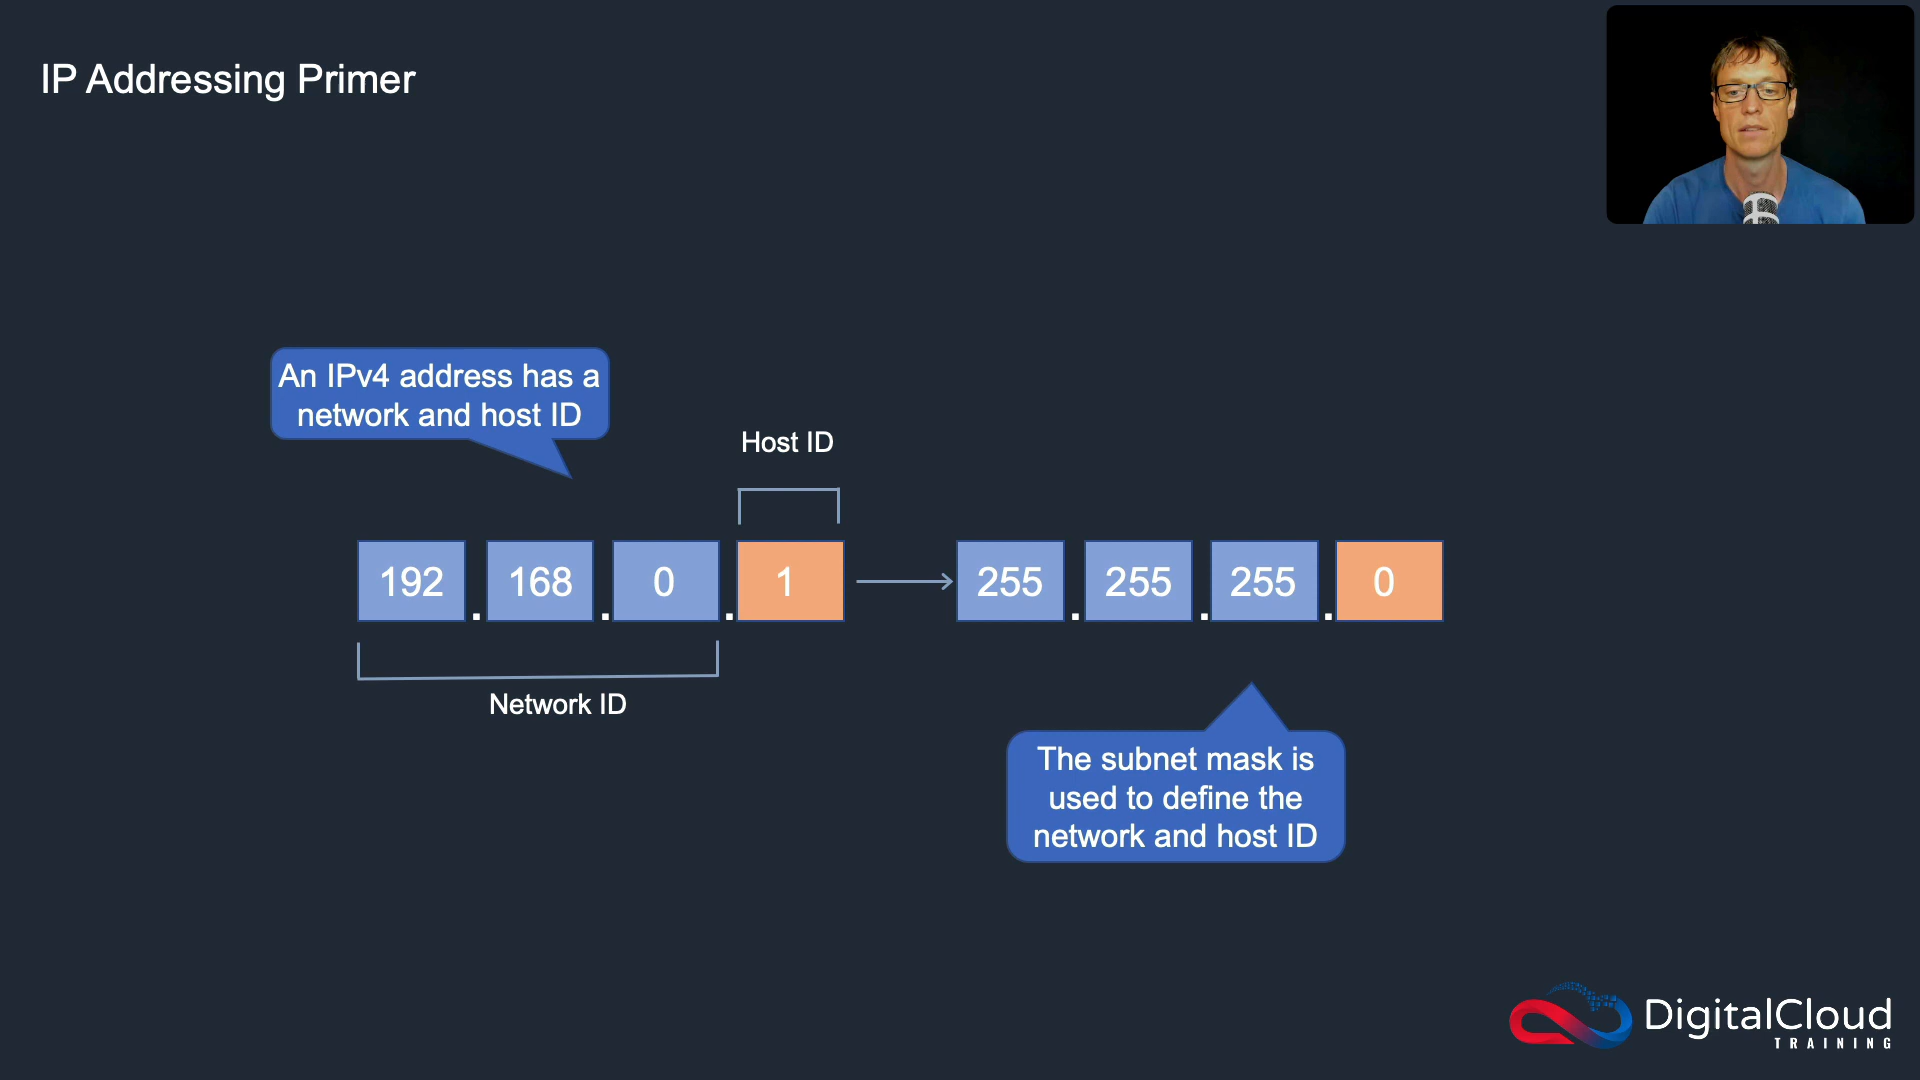 IP Addressing Primer
An IPv4 address has a
network and host ID
Host ID
192 . 168 . 0 . 1 255 . 255 . 255 . 0
Network ID
The subnet mask is
used to define the
network and host ID
DigitalCloud
TRAINING